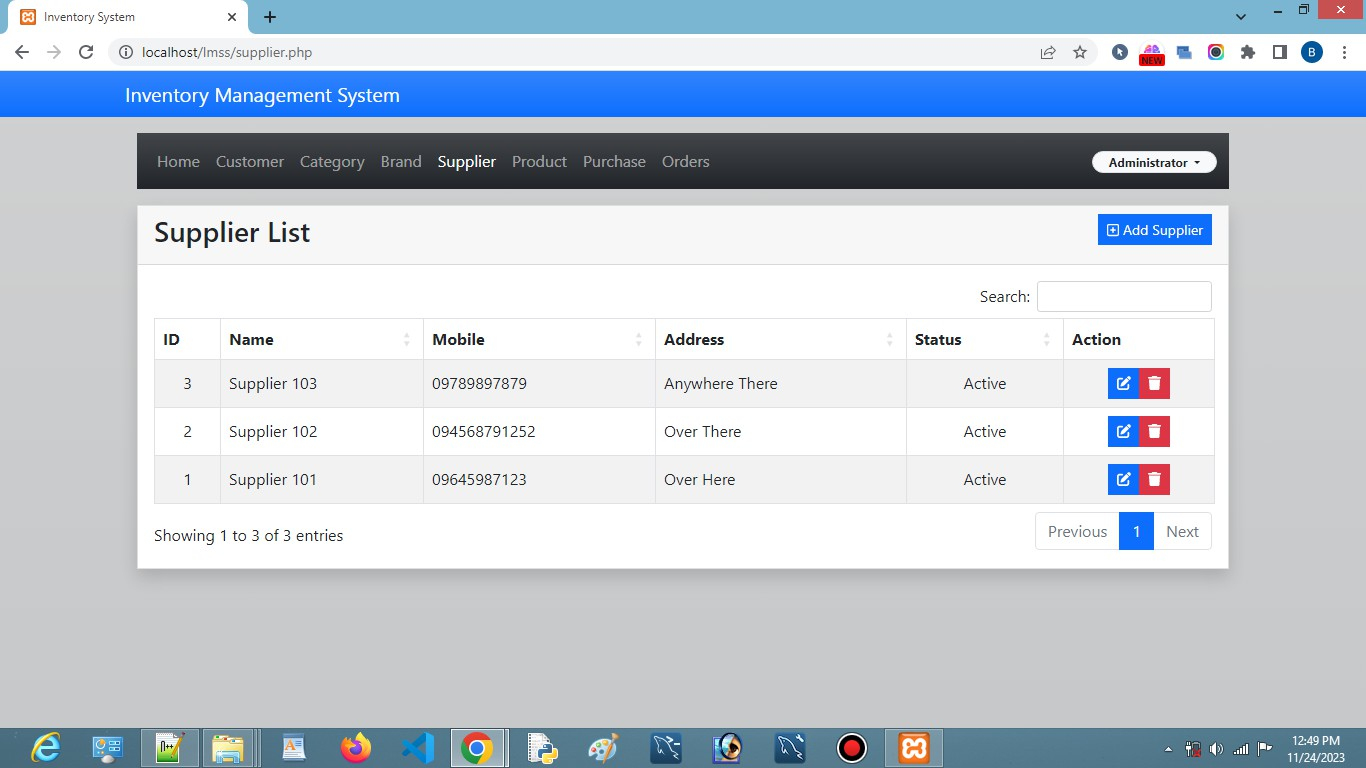 Inventory System
localhost/lmss/supplier.php
NEW
B
Inventory Management System
Home Customer Category Brand Supplier Product Purchase Orders Administrator
Supplier List
Add Supplier
Search:
ID Name Mobile Address Status Action
3 Supplier 103 09789897879 Anywhere There Active
2 Supplier 102 094568791252 Over There Active
1 Supplier 101 09645987123 Over Here Active
Showing 1 to 3 of 3 entries
Previous 1 Next
12:49 PM
11/24/2023